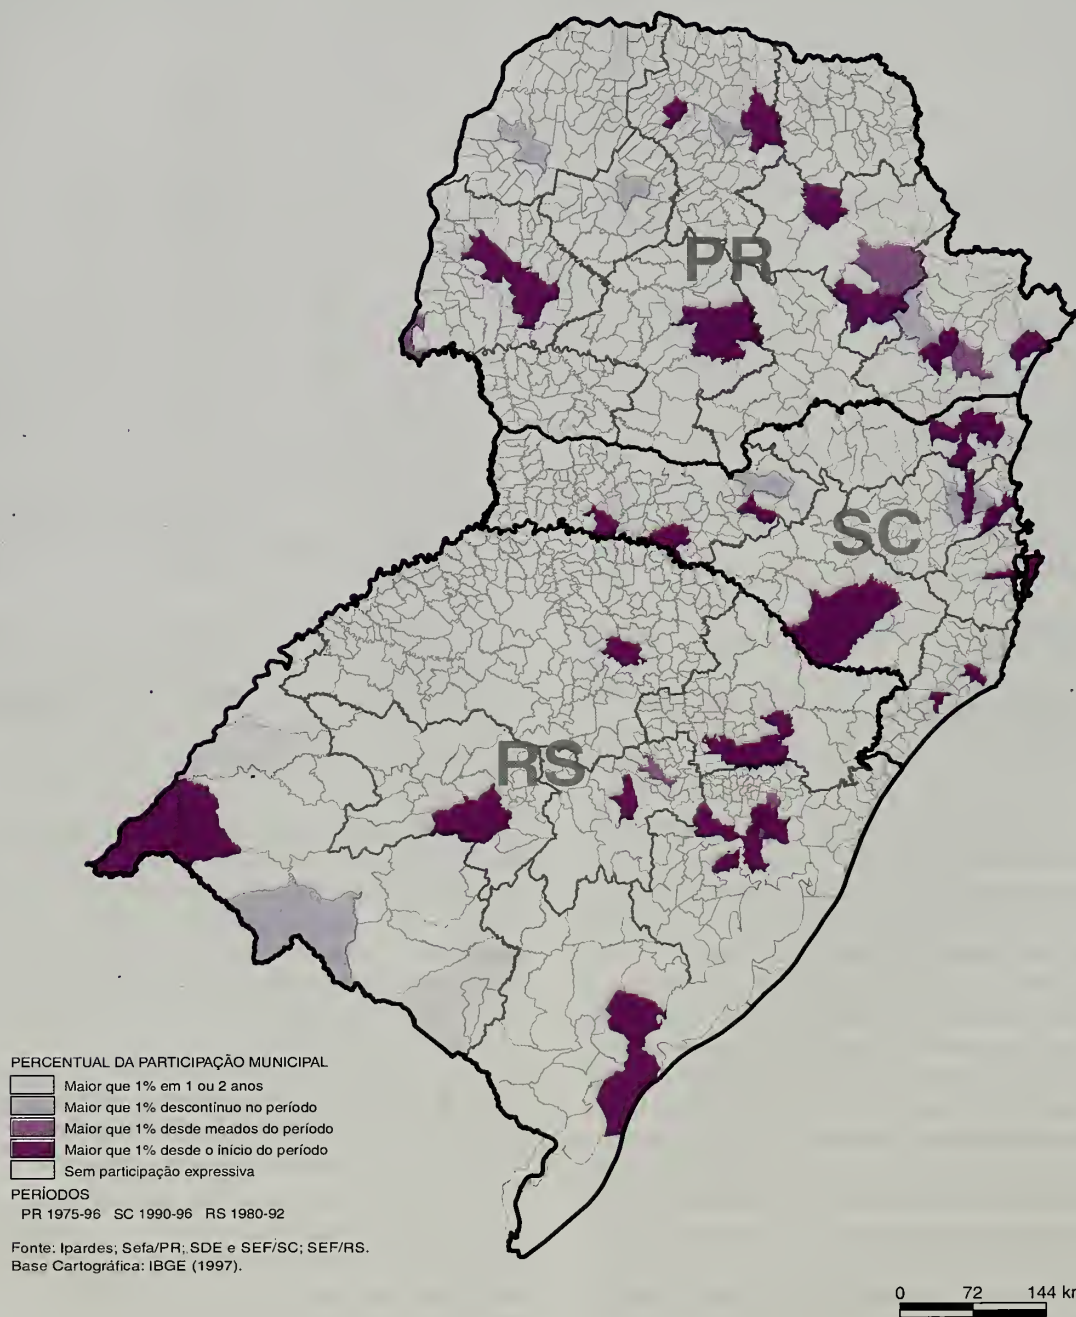 PR
SC
RS
PERCENTUAL DA PARTICIPAÇÃO MUNICIPAL
Maior que 1% em 1 ou 2 anos
Maior que 1% descontínuo no período
Maior que 1% desde meados do período
Maior que 1% desde o início do período
Sem participação expressiva
PERÍODOS
PR 1975-96 SC 1990-96 RS 1980-92
Fonte: Ipardes; Sefa/PR; SDE e SEF/SC; SEF/RS.
Base Cartográfica: IBGE (1997).
0 72 144 km